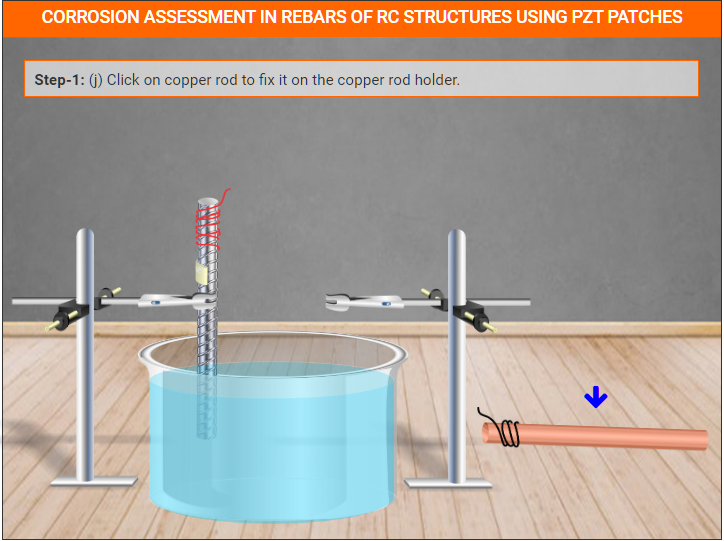 CORROSION ASSESSMENT IN REBARS OF RC STRUCTURES USING PZT PATCHES
Step-1: (j) Click on copper rod to fix it on the copper rod holder.